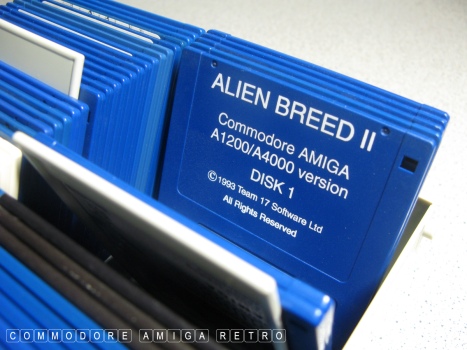 ALIEN BREED II
Commodore AMIGA
A1200/A4000 version
DISK 1
© 1993 Team 17 Software Ltd
All Rights Reserved
COMMODORE AMIGA RETRO